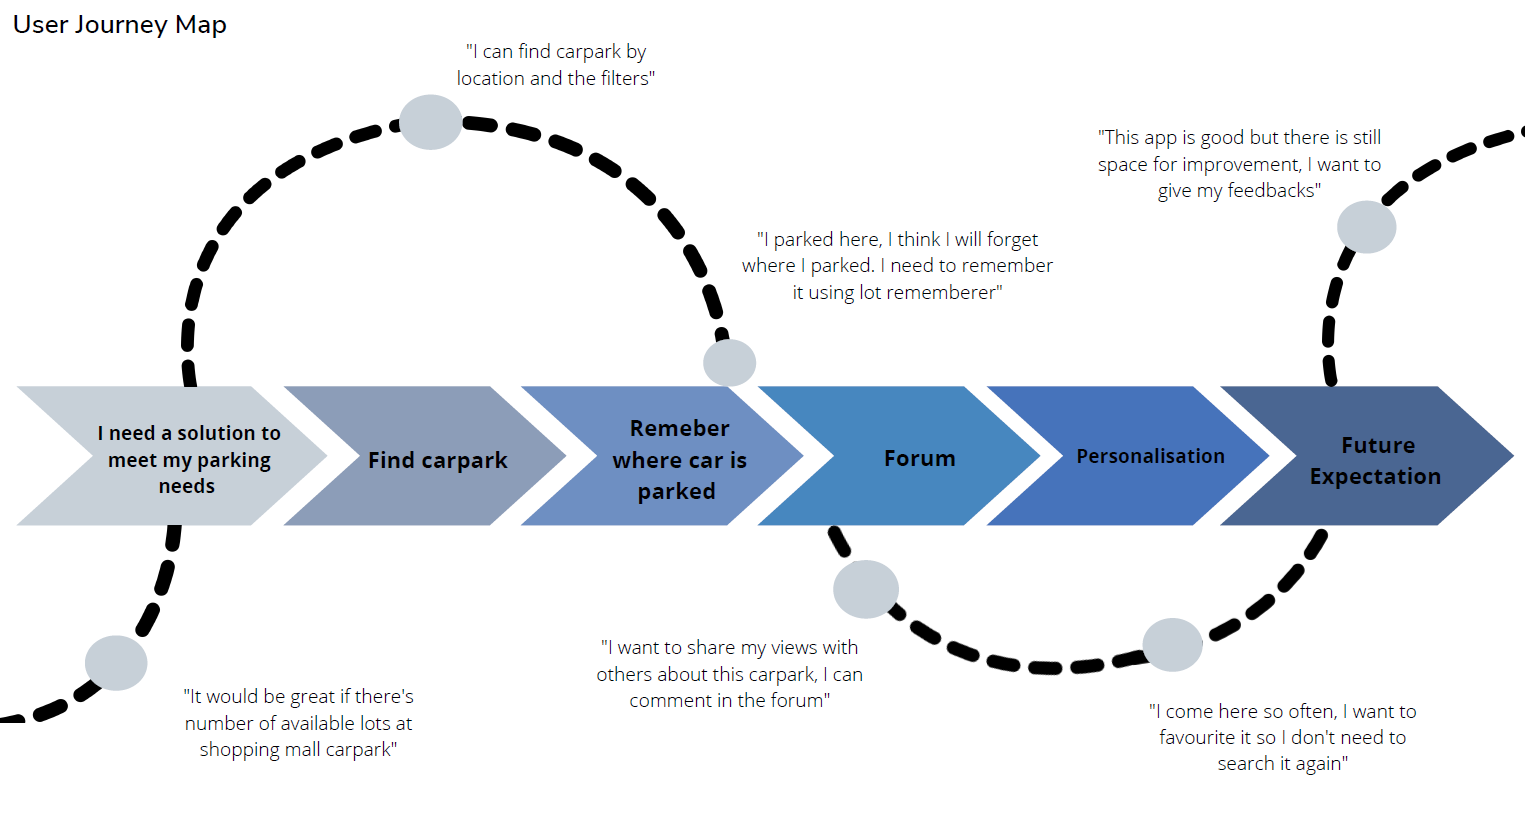 User Journey Map
"I can find carpark by
location and the filters"
"This app is good but there is still
space for improvement, I want to
give my feedbacks"
"I parked here, I think I will forget
where I parked. I need to remember
it using lot rememberer"
I need a solution to
meet my parking
needs
Find carpark
Remeber
where car is
parked
Forum
Personalisation
Future
Expectation
"It would be great if there's
number of available lots at
shopping mall carpark"
"I want to share my views with
others about this carpark, I can
comment in the forum"
"I come here so often, I want to
favourite it so I don't need to
search it again"